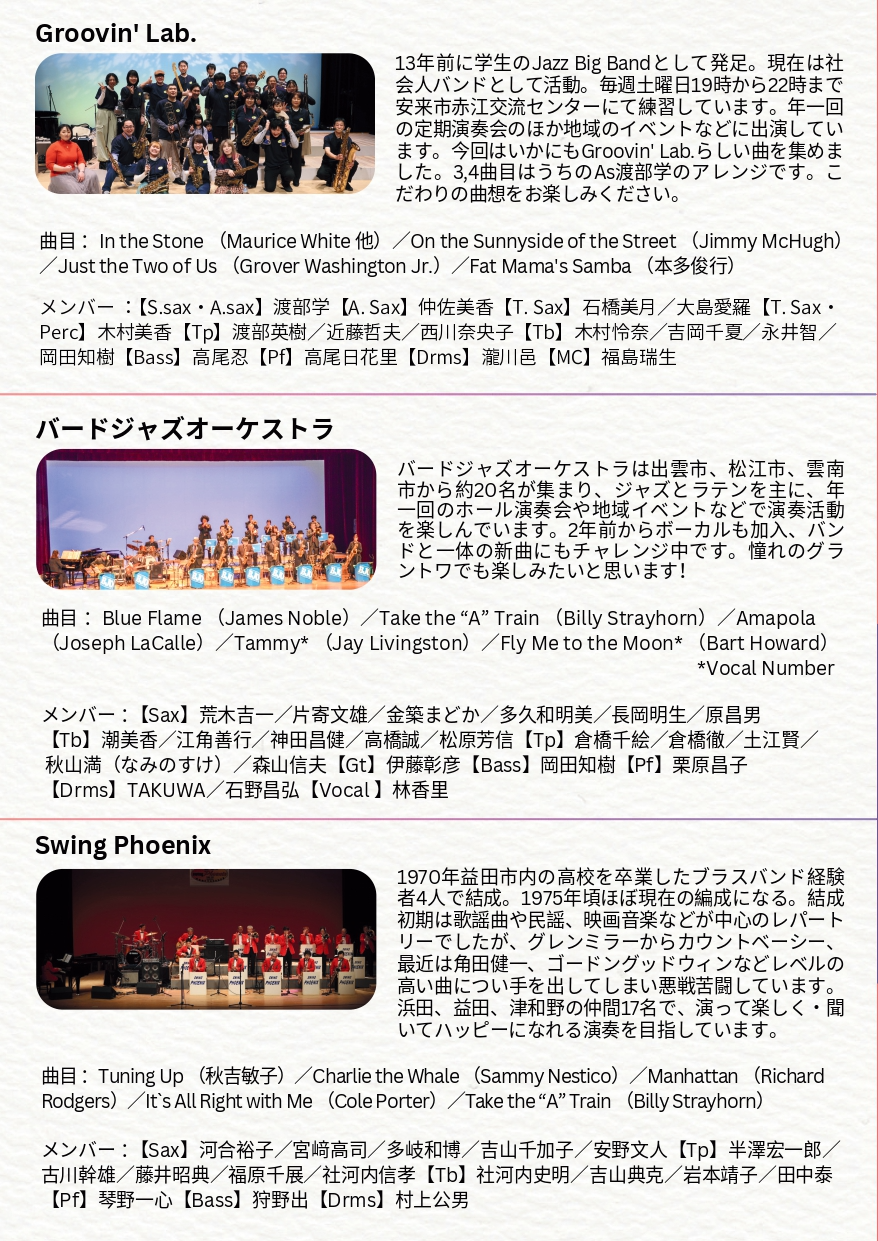 Groovin' Lab.
13年前に学生のJazz Big Bandとして発足。現在は社
会人バンドとして活動。毎週土曜日19時から22時まで
安来市赤江交流センターにて練習しています。年一回
の定期演奏会のほか地域のイベントなどに出演してい
ます。今回はいかにもGroovin' Lab.らしい曲を集めま
した。3,4曲目はうちのAs渡部学のアレンジです。こ
だわりの曲想をお楽しみください。
曲目： In the Stone （Maurice White 他）／On the Sunnyside of the Street （Jimmy McHugh）
／Just the Two of Us （Grover Washington Jr.）／Fat Mama's Samba （本多俊行）
メンバー ：【S.sax・A.sax】渡部学【A. Sax】仲佐美香【T. Sax】石橋美月／大島愛羅【T. Sax・
Perc】木村美香【Tp】渡部英樹／近藤哲夫／西川奈央子【Tb】木村怜奈／吉岡千夏／永井智／
岡田知樹【Bass】高尾忍【Pf】高尾日花里【Drms】瀧川邑【MC】福島瑞生
バードジャズオーケストラ
バードジャズオーケストラは出雲市、松江市、雲南
市から約20名が集まり、ジャズとラテンを主に、年
一回のホール演奏会や地域イベントなどで演奏活動
を楽しんでいます。2年前からボーカルも加入、バン
ドと一体の新曲にもチャレンジ中です。憧れのグラ
ントワでも楽しみたいと思います！
曲目： Blue Flame （James Noble）／Take the “A” Train （Billy Strayhorn）／Amapola
（Joseph LaCalle）／Tammy* （Jay Livingston）／Fly Me to the Moon* （Bart Howard）
*Vocal Number
メンバー：【Sax】荒木吉一／片寄文雄／金築まどか／多久和明美／長岡明生／原昌男
【Tb】潮美香／江角善行／神田昌健／高橋誠／松原芳信【Tp】倉橋千絵／倉橋徹／土江賢／
秋山満（なみのすけ）／森山信夫【Gt】伊藤彰彦【Bass】岡田知樹【Pf】栗原昌子
【Drms】TAKUWA／石野昌弘【Vocal 】林香里
Swing Phoenix
1970年益田市内の高校を卒業したブラスバンド経験
者4人で結成。1975年頃ほぼ現在の編成になる。結成
初期は歌謡曲や民謡、映画音楽などが中心のレパート
リーでしたが、グレンミラーからカウントベーシー、
最近は角田健一、ゴードングッドウィンなどレベルの
高い曲につい手を出してしまい悪戦苦闘しています。
浜田、益田、津和野の仲間17名で、演って楽しく・聞
いてハッピーになれる演奏を目指しています。
曲目： Tuning Up （秋吉敏子）／Charlie the Whale （Sammy Nestico）／Manhattan （Richard
Rodgers）／It`s All Right with Me （Cole Porter）／Take the “A” Train （Billy Strayhorn）
メンバー：【Sax】河合裕子／宮﨑高司／多岐和博／吉山千加子／安野文人【Tp】半澤宏一郎／
古川幹雄／藤井昭典／福原千展／社河内信孝【Tb】社河内史明／吉山典克／岩本靖子／田中泰
【Pf】琴野一心【Bass】狩野出【Drms】村上公男